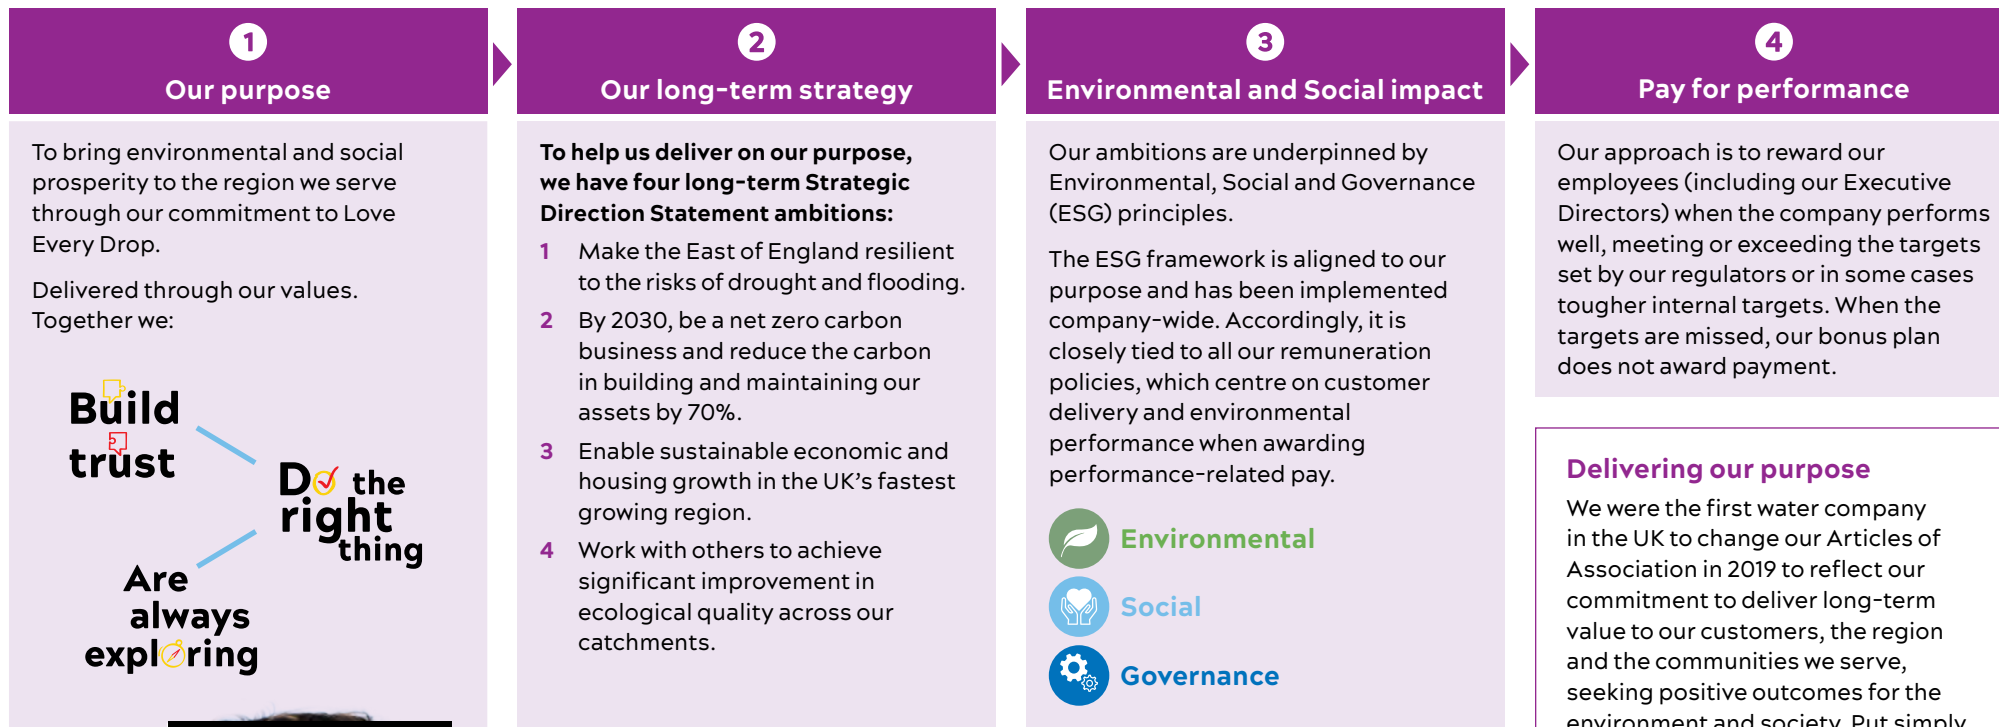 1
Our purpose
To bring environmental and social
prosperity to the region we serve
through our commitment to Love
Every Drop.
Delivered through our values.
Together we:
Build
trust
Do the
right
thing
Are
always
exploring
2
Our long-term strategy
To help us deliver on our purpose,
we have four long-term Strategic
Direction Statement ambitions:
1 Make the East of England resilient
to the risks of drought and flooding.
2 By 2030, be a net zero carbon
business and reduce the carbon
in building and maintaining our
assets by 70%.
3 Enable sustainable economic and
housing growth in the UK's fastest
growing region.
4 Work with others to achieve
significant improvement in
ecological quality across our
catchments.
3
Environmental and Social impact
Our ambitions are underpinned by
Environmental, Social and Governance
(ESG) principles.
The ESG framework is aligned to our
purpose and has been implemented
company-wide. Accordingly, it is
closely tied to all our remuneration
policies, which centre on customer
delivery and environmental
performance when awarding
performance-related pay.
Environmental
Social
Governance
4
Pay for performance
Our approach is to reward our
employees (including our Executive
Directors) when the company performs
well, meeting or exceeding the targets
set by our regulators or in some cases
tougher internal targets. When the
targets are missed, our bonus plan
does not award payment.
Delivering our purpose
We were the first water company
in the UK to change our Articles of
Association in 2019 to reflect our
commitment to deliver long-term
value to our customers, the region
and the communities we serve,
seeking positive outcomes for the
environment and society. Put simply